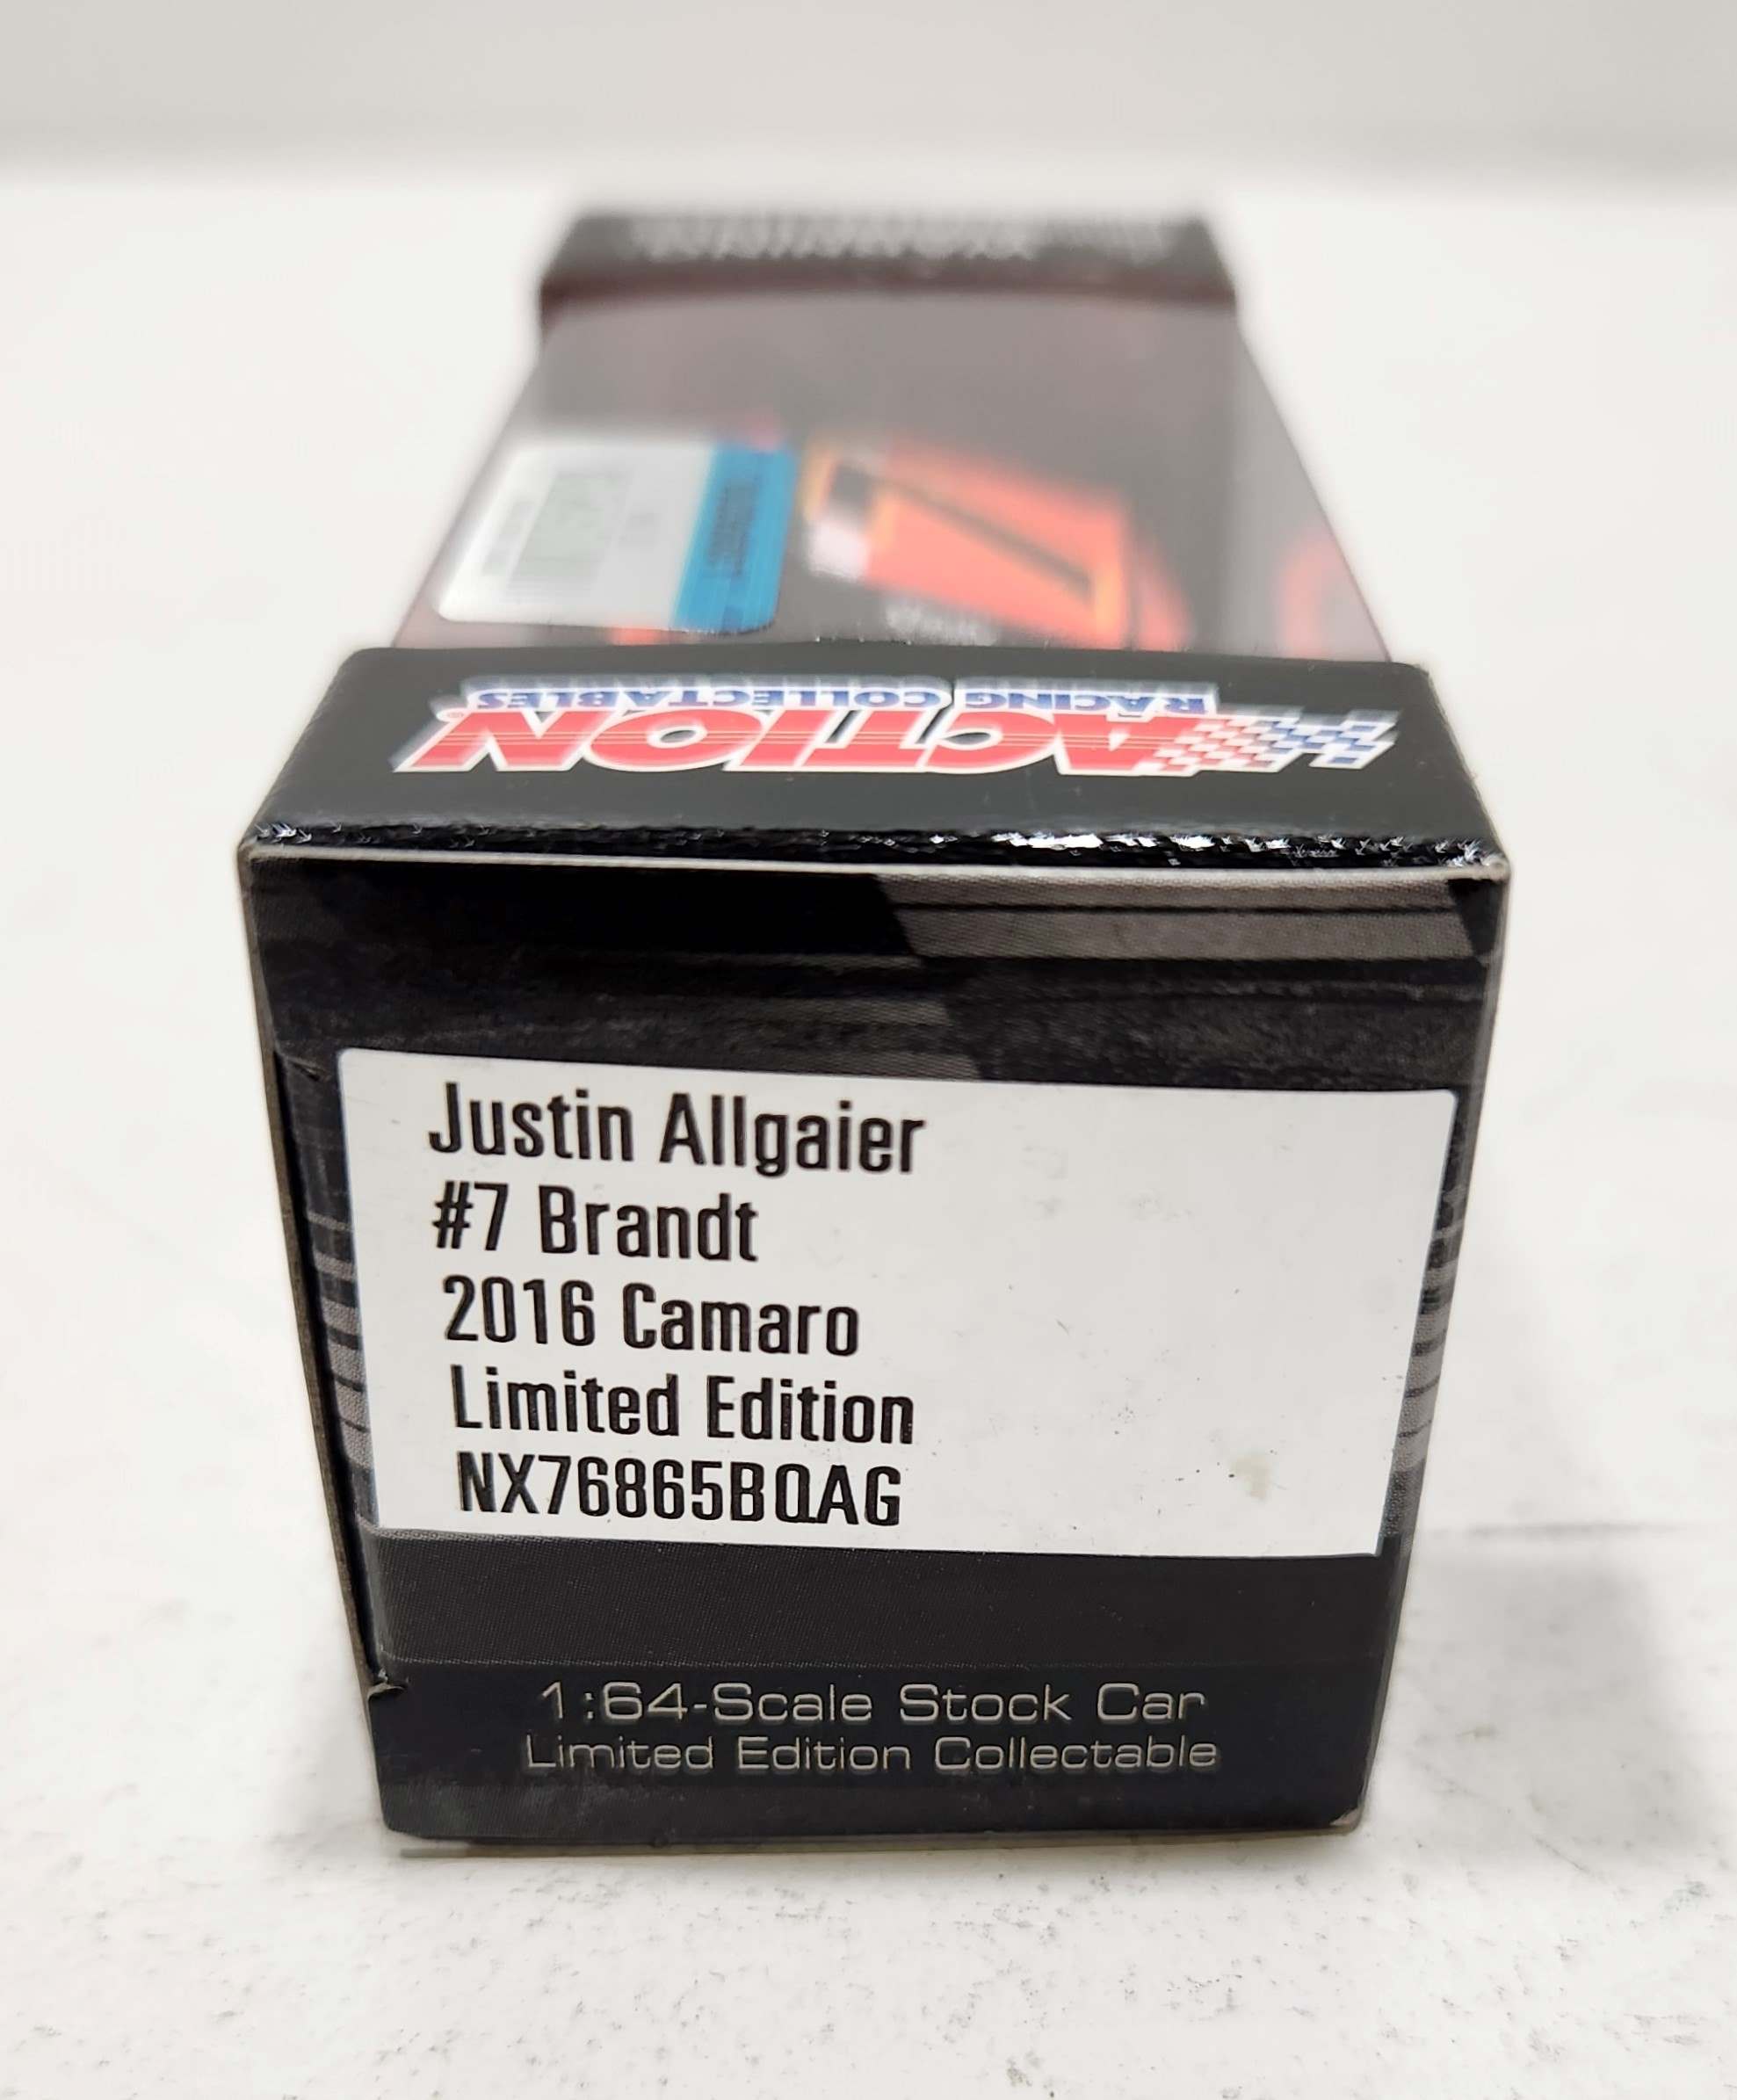 ACTION
RACING COLLECTABLES
Justin Allgaier
#7 Brandt
2016 Camaro
Limited Edition
NX76865BQAG
1:64-Scale Stock Car
Limited Edition Collectable